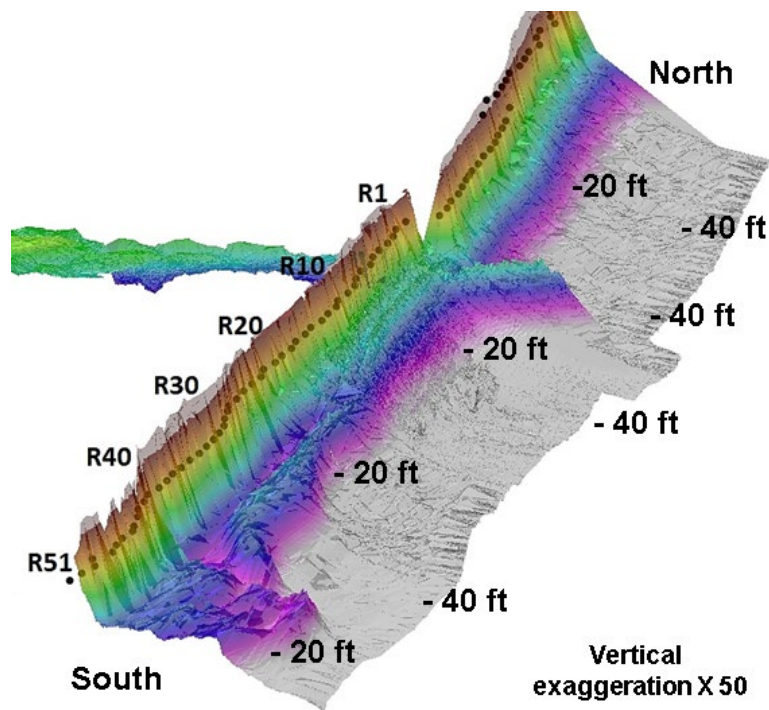 North
-20 ft
R1
- 40 ft
R10
- 40 ft
R20
- 20 ft
R30
- 40 ft
R40
- 20 ft
R51
- 40 ft
- 20 ft
South
Vertical
exaggeration X 50